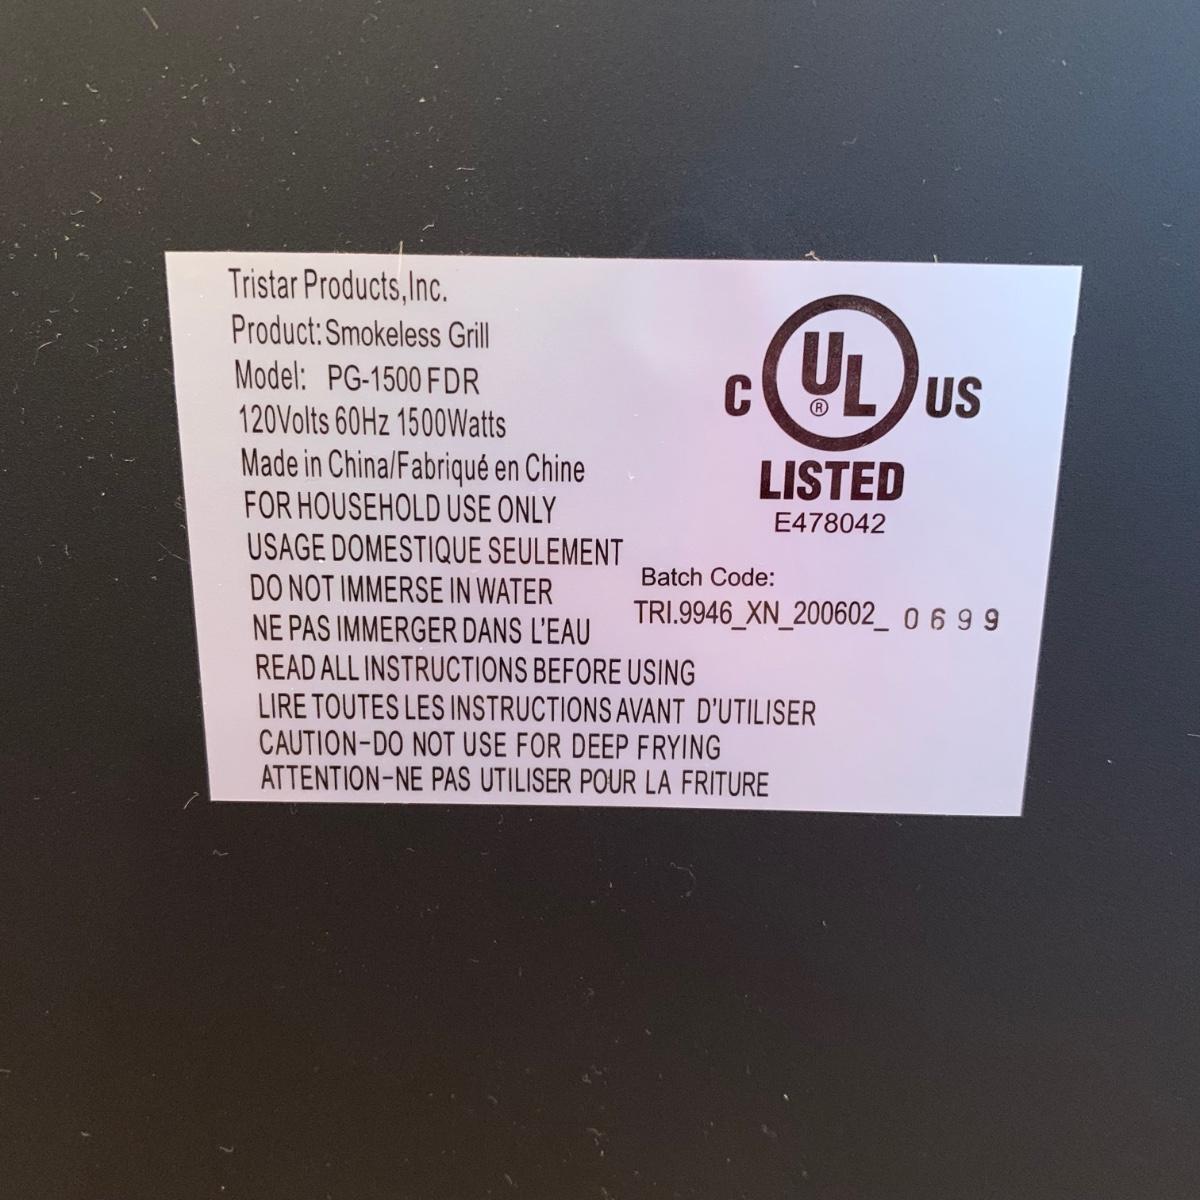 Tristar Products,Inc.
Product: Smokeless Grill
Model: PG-1500 FDR
120Volts 60Hz 1500Watts
Made in China/Fabriqué en Chine
FOR HOUSEHOLD USE ONLY
USAGE DOMESTIQUE SEULEMENT
DO NOT IMMERSE IN WATER
NE PAS IMMERGER DANS L'EAU
READ ALL INSTRUCTIONS BEFORE USING
LIRE TOUTES LES INSTRUCTIONS AVANT D'UTILISER
CAUTION-DO NOT USE FOR DEEP FRYING
ATTENTION-NE PAS UTILISER POUR LA FRITURE
C UL ® US
LISTED
E478042
Batch Code:
TRI.9946_XN_200602_ 0699